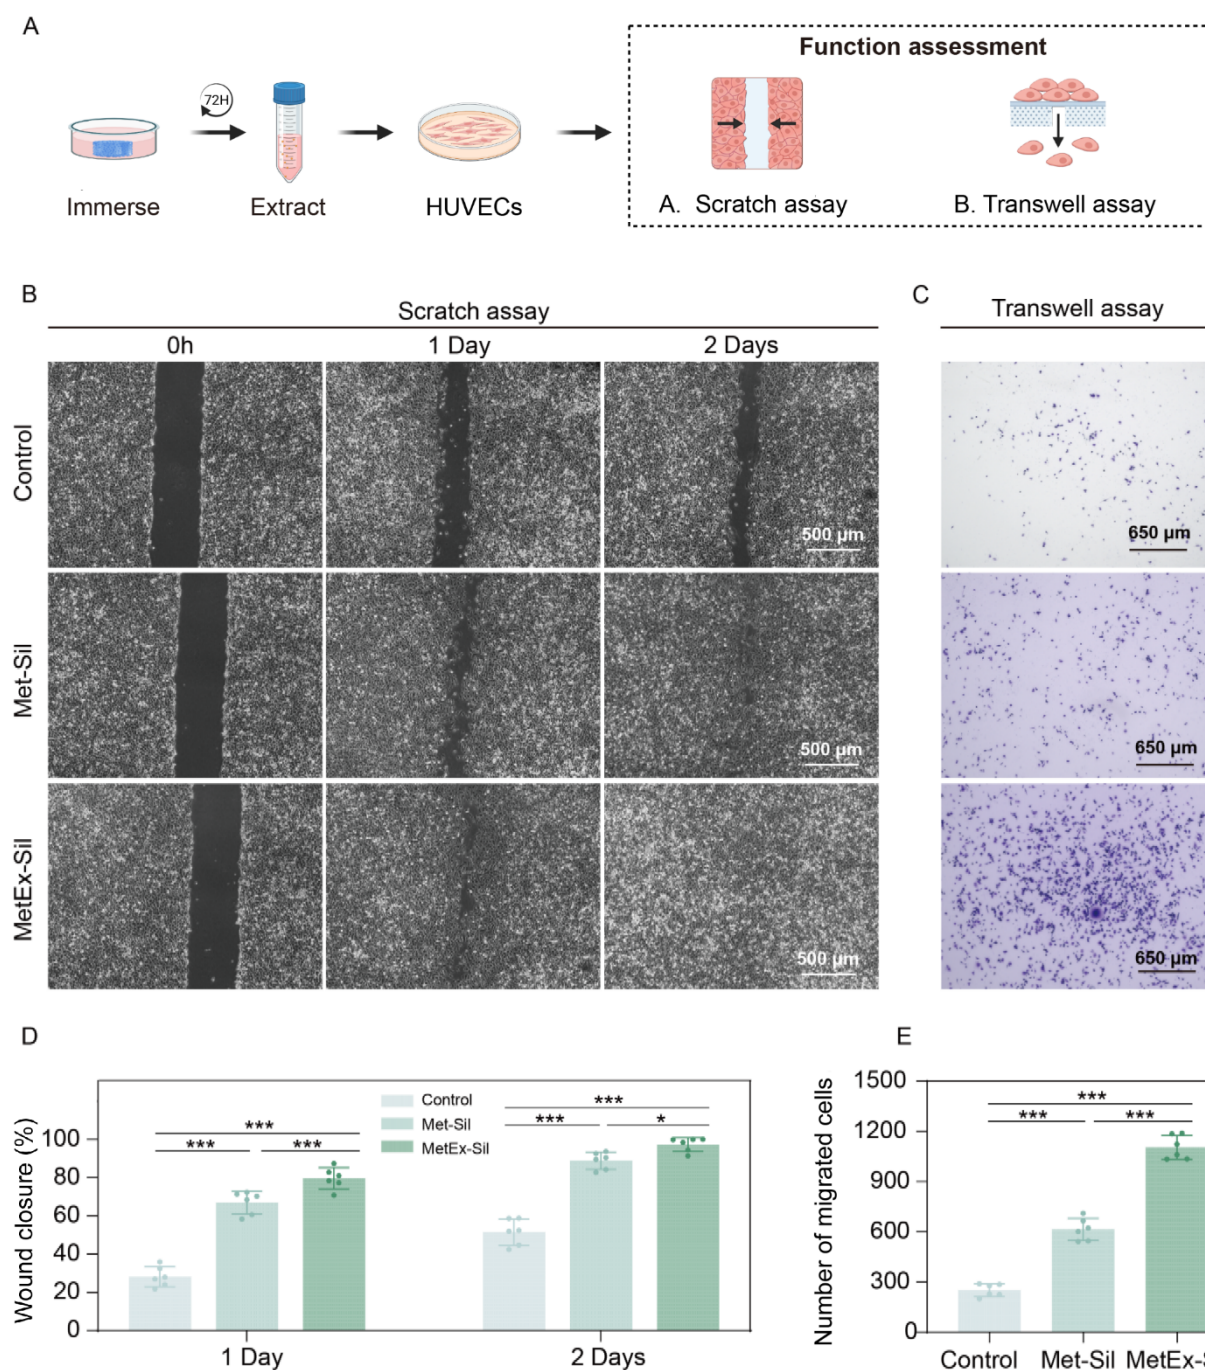 A
Function assessment
72H
Immerse
Extract
HUVECs
A. Scratch assay
B. Transwell assay
B
Scratch assay
0h
1 Day
2 Days
C
Transwell assay
Control
500 µm
650 µm
Met-Sil
500 µm
650 µm
MetEx-Sil
500 µm
650 µm
D
Wound closure (%)
100
80
60
40
20
0
Control
Met-Sil
MetEx-Sil
***
***
***
***
***
*
1 Day
2 Days
E
Number of migrated cells
1500
1200
900
600
300
0
***
***
***
Control
Met-Sil
MetEx-S